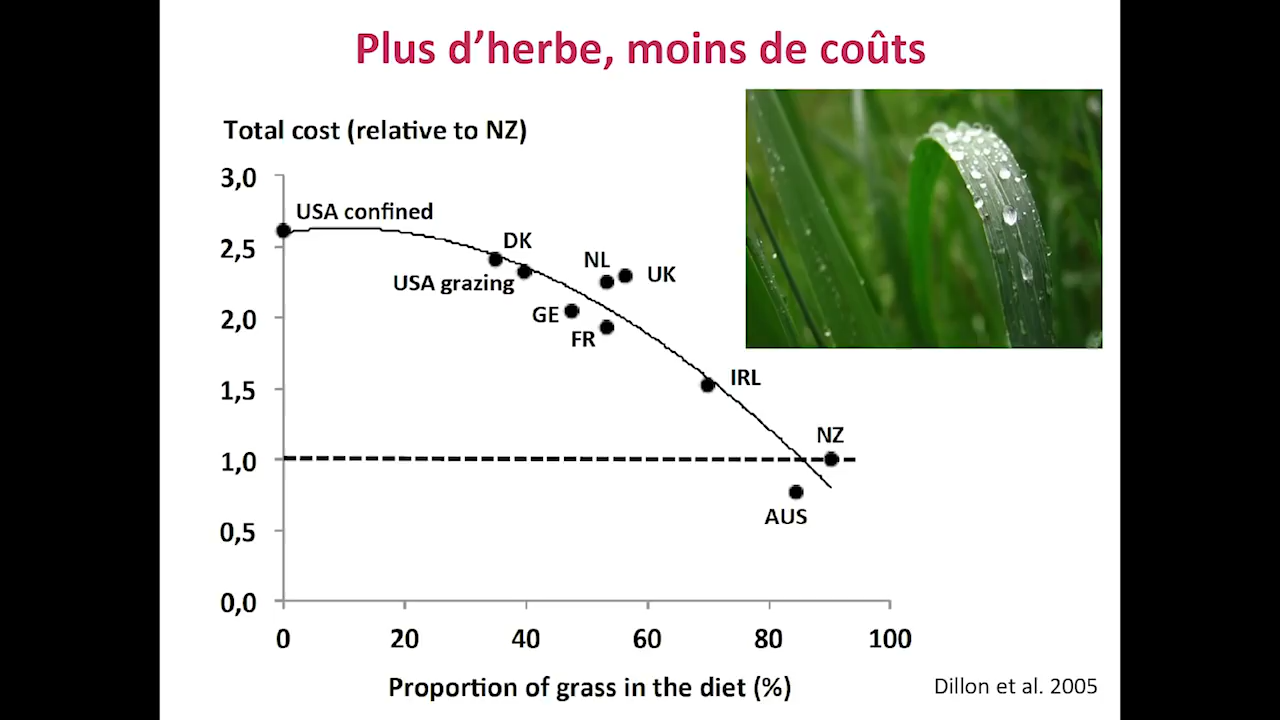 Plus d’herbe, moins de coûts
Total cost (relative to NZ)
3,0
USA confined
2,5
DK
USA grazing
NL
UK
2,0
GE
FR
1,5
IRL
NZ
1,0
AUS
0,5
0,0
0 20 40 60 80 100
Proportion of grass in the diet (%)
Dillon et al. 2005